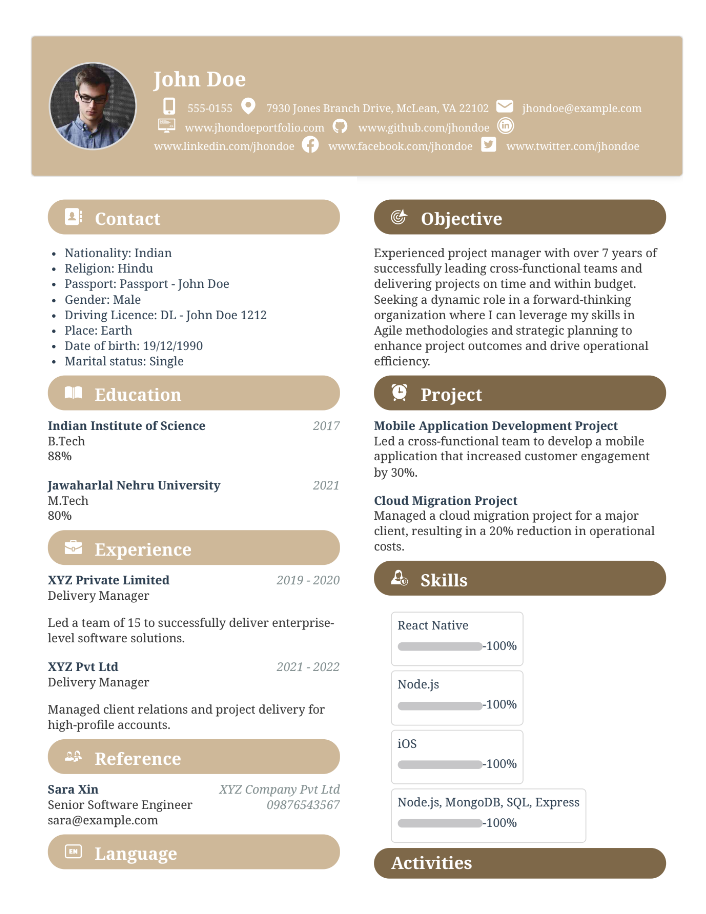 John Doe
555-0155 7930 Jones Branch Drive, McLean, VA 22102 jhondoe@example.com
www.jhondoeportfolio.com www.github.com/jhondoe
www.linkedin.com/jhondoe www.facebook.com/jhondoe www.twitter.com/jhondoe
Contact
• Nationality: Indian
• Religion: Hindu
• Passport: Passport - John Doe
• Gender: Male
• Driving Licence: DL - John Doe 1212
• Place: Earth
• Date of birth: 19/12/1990
• Marital status: Single
Education
Indian Institute of Science 2017
B.Tech
88%
Jawaharlal Nehru University 2021
M.Tech
80%
Experience
XYZ Private Limited 2019 - 2020
Delivery Manager
Led a team of 15 to successfully deliver enterprise-
level software solutions.
XYZ Pvt Ltd 2021 - 2022
Delivery Manager
Managed client relations and project delivery for
high-profile accounts.
Reference
Sara Xin XYZ Company Pvt Ltd
Senior Software Engineer 09876543567
sara@example.com
Language
Objective
Experienced project manager with over 7 years of
successfully leading cross-functional teams and
delivering projects on time and within budget.
Seeking a dynamic role in a forward-thinking
organization where I can leverage my skills in
Agile methodologies and strategic planning to
enhance project outcomes and drive operational
efficiency.
Project
Mobile Application Development Project
Led a cross-functional team to develop a mobile
application that increased customer engagement
by 30%.
Cloud Migration Project
Managed a cloud migration project for a major
client, resulting in a 20% reduction in operational
costs.
Skills
React Native
-100%
Node.js
-100%
iOS
-100%
Node.js, MongoDB, SQL, Express
-100%
Activities